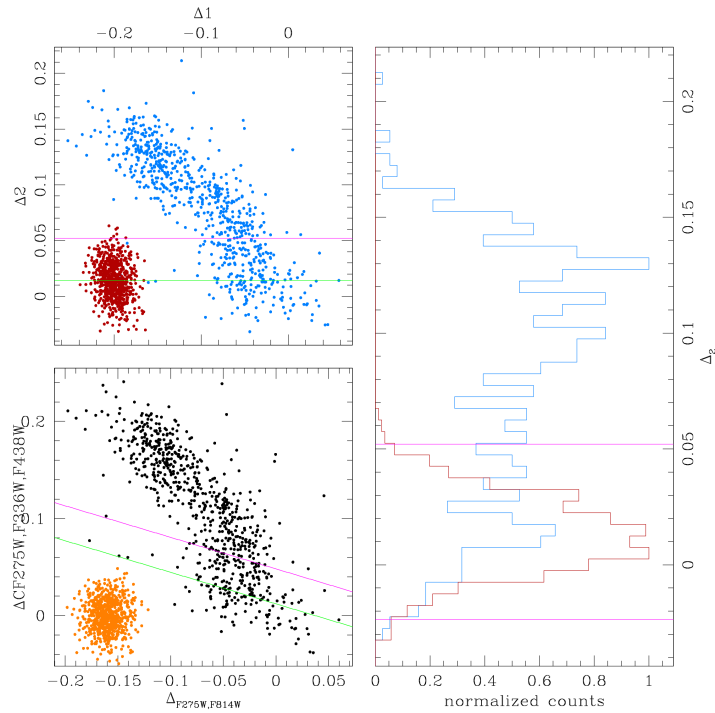 Δ1
-0.2 -0.1 0
Δ2
0 0.05 0.1 0.15 0.2
ΔCF275W,F336W,F438W
0 0.1 0.2
-0.2 -0.15 -0.1 -0.05 0 0.05
ΔF275W,F814W
0 0.05 0.1 0.15 0.2
Δ2
0 0.2 0.4 0.6 0.8 1
normalized counts